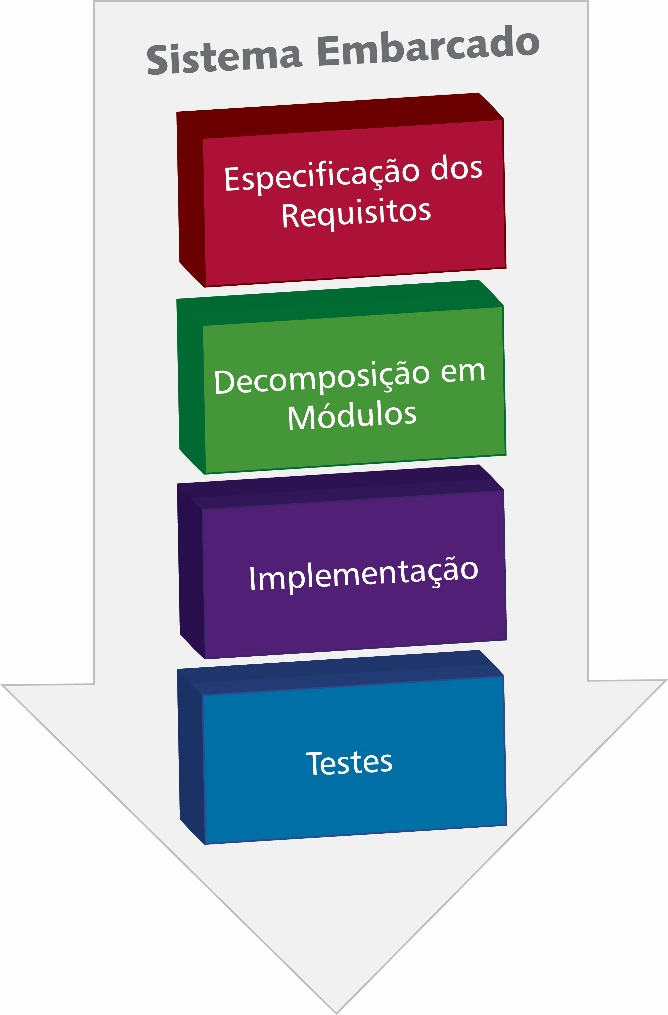 Sistema Embarcado
Especificação dos
Requisitos
Decomposição em
Módulos
Implementação
Testes